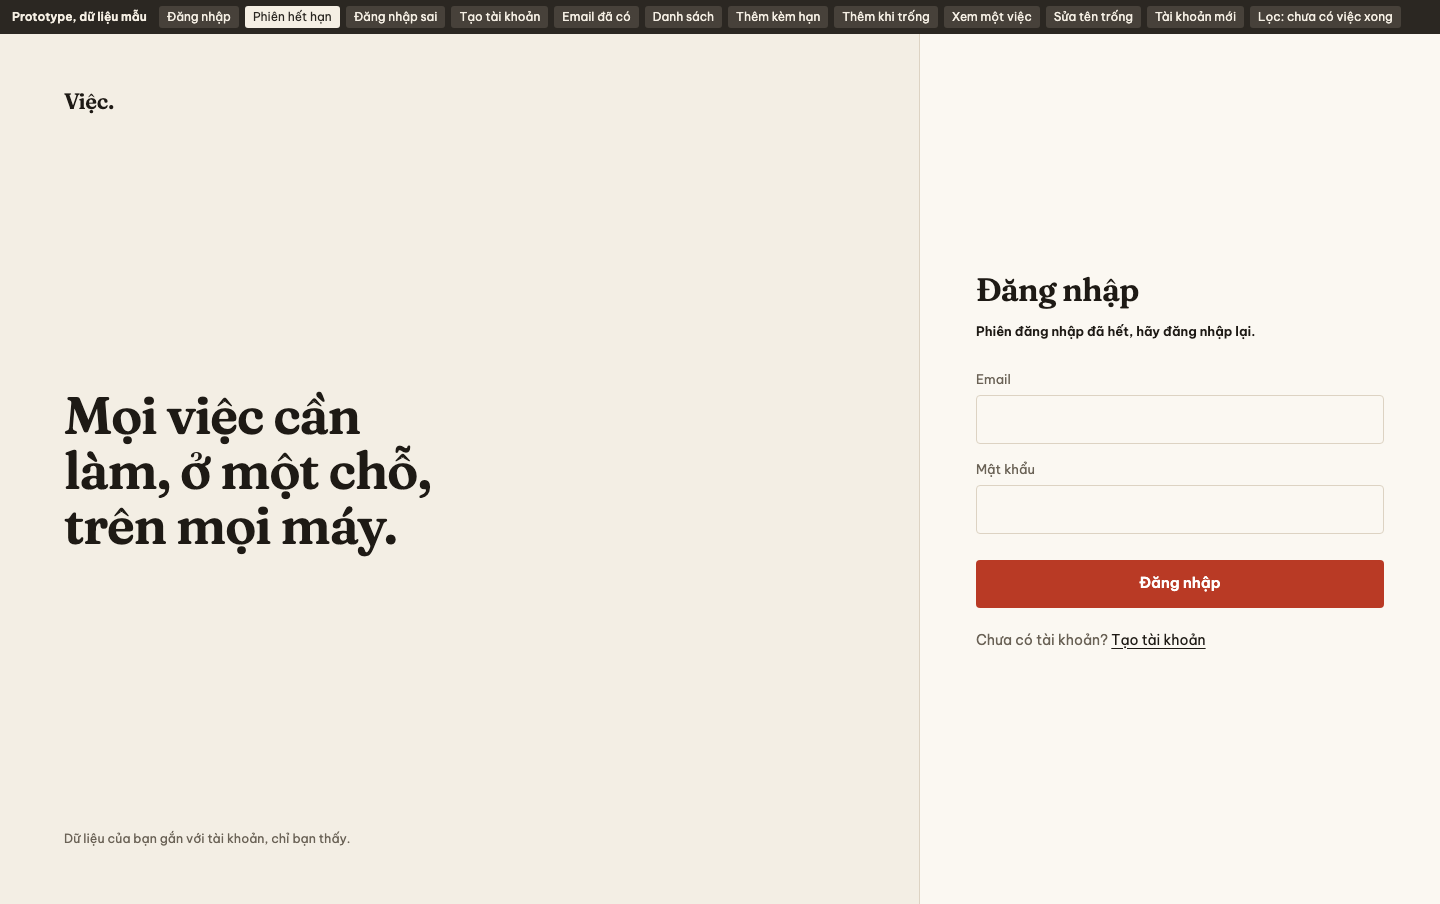 Prototype, dữ liệu mẫu Đăng nhập Phiên hết hạn Đăng nhập sai Tạo tài khoản Email đã có Danh sách Thêm kèm hạn Thêm khi trống Xem một việc Sửa tên trống Tài khoản mới Lọc: chưa có việc xong
Việc.
Mọi việc cần
làm, ở một chỗ,
trên mọi máy.
Dữ liệu của bạn gắn với tài khoản, chỉ bạn thấy.
Đăng nhập
Phiên đăng nhập đã hết, hãy đăng nhập lại.
Email
Mật khẩu
Đăng nhập
Chưa có tài khoản? Tạo tài khoản